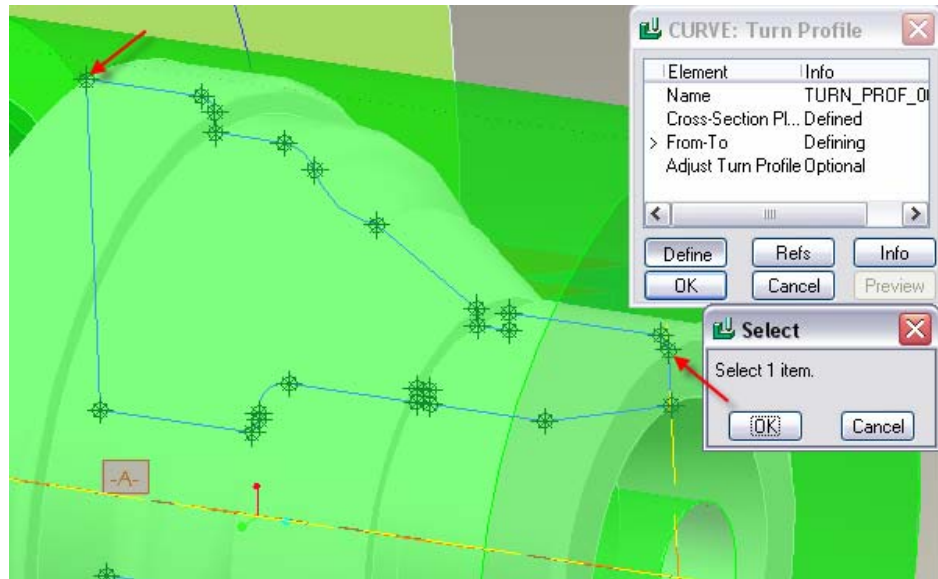 CURVE: Turn Profile
Element Info
Name TURN_PROF_0
Cross-Section Pl... Defined
> From-To Defining
Adjust Turn Profile Optional
Define Refs Info
OK Cancel Preview
Select
Select 1 item.
OK Cancel
-A-